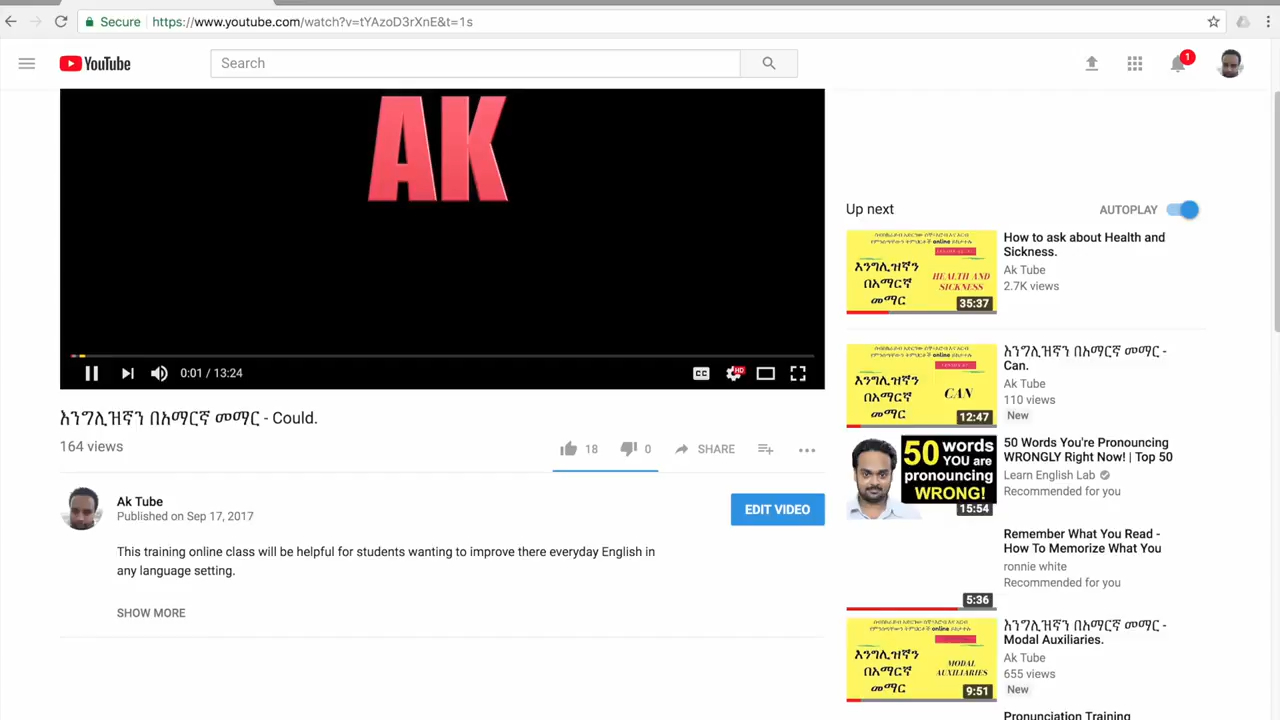 Secure https://www.youtube.com/watch?v=tYAzoD3rXnE&t=1s
YouTube
Search
1
AK
0:01 / 13:24
CC
HD
እንግሊዝኛን በአማርኛ መማር - Could.
164 views
18
0
SHARE
Ak Tube
Published on Sep 17, 2017
EDIT VIDEO
This training online class will be helpful for students wanting to improve there everyday English in
any language setting.
SHOW MORE
Up next
AUTOPLAY
እንግሊዝኛን
በአማርኛ
መማር
HEALTH AND
SICKNESS
35:37
How to ask about Health and
Sickness.
Ak Tube
2.7K views
እንግሊዝኛን
በአማርኛ
መማር
CAN
12:47
እንግሊዝኛን በአማርኛ መማር -
Can.
Ak Tube
110 views
New
50 words
YOU are
pronouncing
WRONG!
15:54
50 Words You're Pronouncing
WRONGLY Right Now! | Top 50
Learn English Lab
Recommended for you
5:36
Remember What You Read -
How To Memorize What You
ronnie white
Recommended for you
እንግሊዝኛን
በአማርኛ
መማር
MODAL
AUXILIARIES
9:51
እንግሊዝኛን በአማርኛ መማር -
Modal Auxiliaries.
Ak Tube
655 views
New
Pronunciation Training